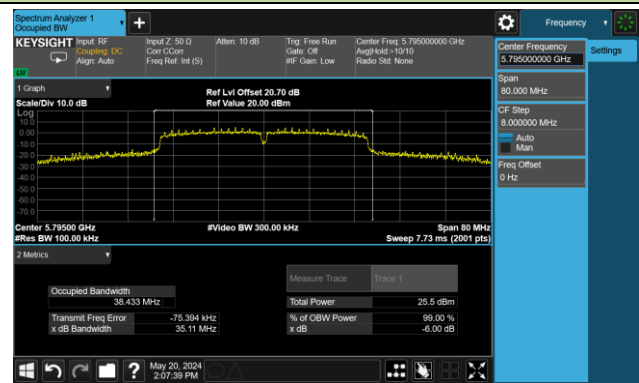 Spectrum Analyzer 1
Occupied BW
Frequency
KEYSIGHT
Input: RF
Coupling: DC
Align: Auto
Input Z: 50 Ω
Corr CCorr
Freq Ref: Int (S)
Atten: 10 dB
Trig: Free Run
Gate: Off
#IF Gain: Low
Center Freq: 5.795000000 GHz
Avg|Hold:>10/10
Radio Std: None
Center Frequency
5.795000000 GHz
Settings
Span
80.000 MHz
CF Step
8.000000 MHz
Auto
Man
Freq Offset
0 Hz
1 Graph
Scale/Div 10.0 dB
Ref Lvl Offset 20.70 dB
Ref Value 20.00 dBm
Log
10.0
0.00
-10.0
-20.0
-30.0
-40.0
-50.0
-60.0
-70.0
Center 5.79500 GHz
#Res BW 100.00 kHz
#Video BW 300.00 kHz
Span 80 MHz
Sweep 7.73 ms (2001 pts)
2 Metrics
Measure Trace
Trace 1
Occupied Bandwidth
38.433 MHz
Total Power
25.5 dBm
Transmit Freq Error
-75.394 kHz
% of OBW Power
99.00 %
x dB Bandwidth
35.11 MHz
x dB
-6.00 dB
May 20, 2024
2:07:39 PM